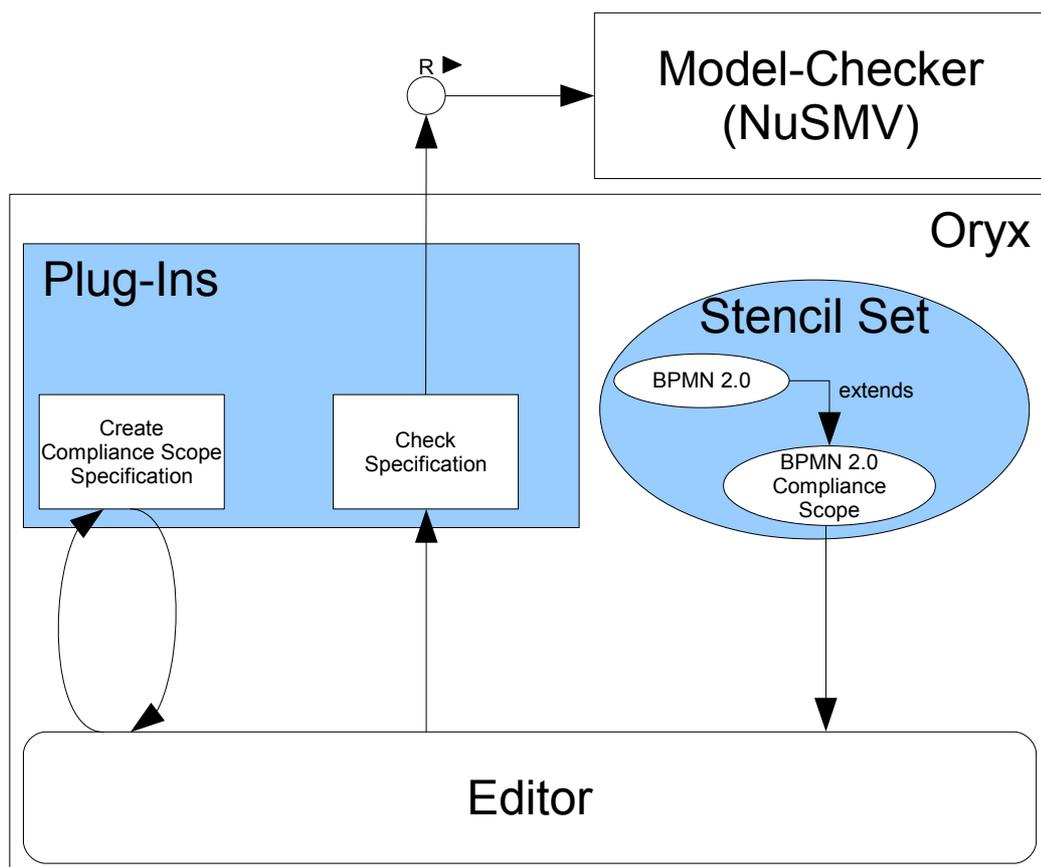 R
Model-Checker
(NuSMV)
Oryx
Plug-Ins
Stencil Set
BPMN 2.0
extends
Create
Compliance Scope
Specification
Check
Specification
BPMN 2.0
Compliance
Scope
Editor